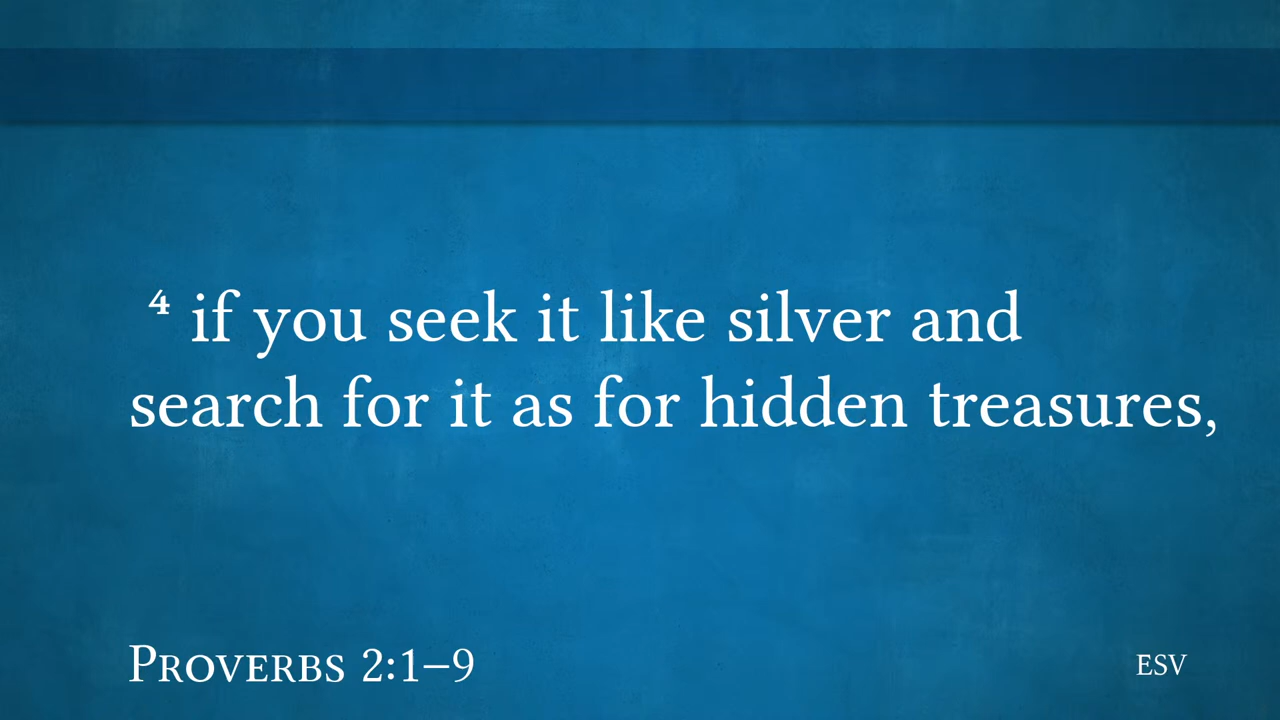 ⁴ if you seek it like silver and
search for it as for hidden treasures,
Proverbs 2:1–9
ESV